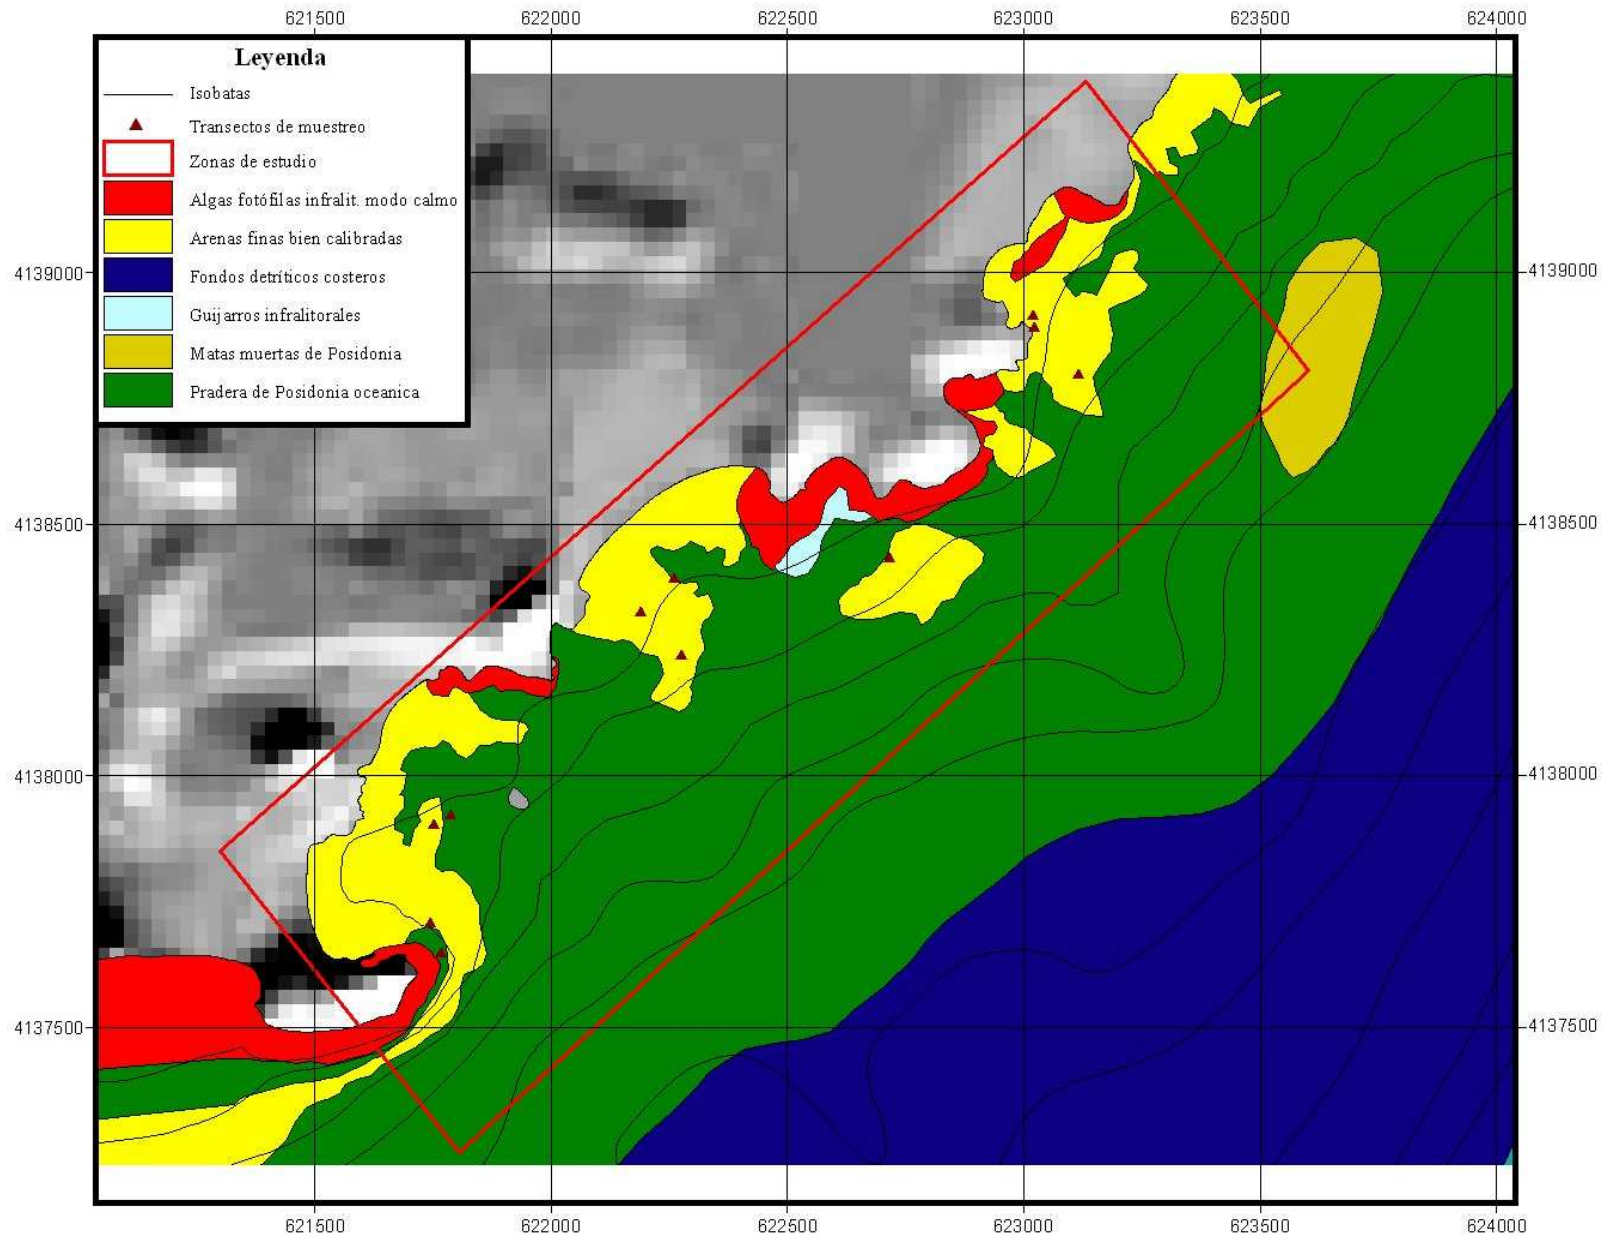 621500 622000 622500 623000 623500 624000
Leyenda
Isobatas
Transectos de muestreo
Zonas de estudio
Algas fotófilas infralit. modo calmo
Arenas finas bien calibradas
Fondos detríticos costeros
Guijarros infralitorales
Matas muertas de Posidonia
Pradera de Posidonia oceanica
4139000 4139000
4138500 4138500
4138000 4138000
4137500 4137500
621500 622000 622500 623000 623500 624000